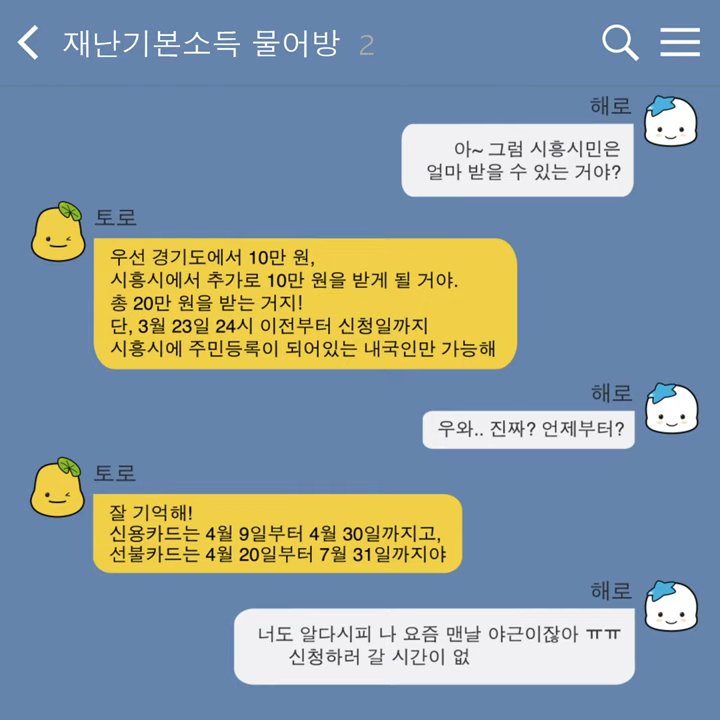 재난기본소득 물어방 2
해로
아~ 그럼 시흥시민은
얼마 받을 수 있는 거야?
토로
우선 경기도에서 10만 원,
시흥시에서 추가로 10만 원을 받게 될 거야.
총 20만 원을 받는 거지!
단, 3월 23일 24시 이전부터 신청일까지
시흥시에 주민등록이 되어있는 내국인만 가능해
해로
우와.. 진짜? 언제부터?
토로
잘 기억해!
신용카드는 4월 9일부터 4월 30일까지고,
선불카드는 4월 20일부터 7월 31일까지야
해로
너도 알다시피 나 요즘 맨날 야근이잖아 ㅠㅠ
신청하러 갈 시간이 없